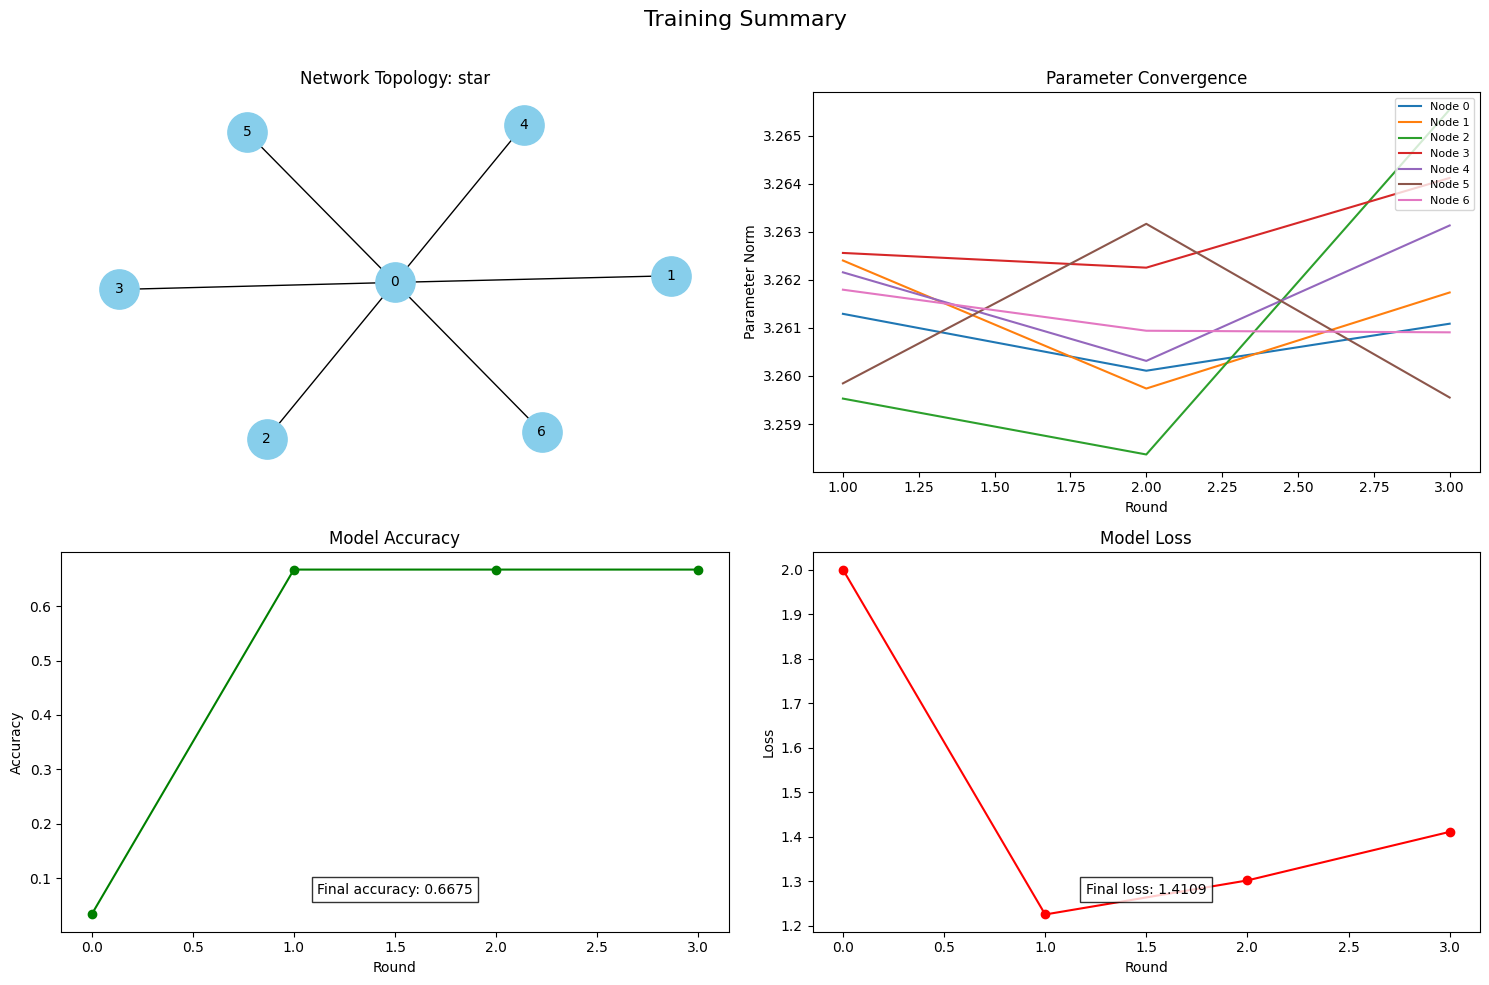 Training Summary
Network Topology: star
5
4
1
0
3
2
6
Parameter Convergence
Node 0
Node 1
Node 2
Node 3
Node 4
Node 5
Node 6
3.265
3.264
3.263
3.262
3.261
3.260
3.259
Parameter Norm
1.00 1.25 1.50 1.75 2.00 2.25 2.50 2.75 3.00
Round
Model Accuracy
0.6
0.5
0.4
0.3
0.2
0.1
Accuracy
Final accuracy: 0.6675
0.0 0.5 1.0 1.5 2.0 2.5 3.0
Round
Model Loss
2.0
1.9
1.8
1.7
1.6
1.5
1.4
1.3
1.2
Loss
Final loss: 1.4109
0.0 0.5 1.0 1.5 2.0 2.5 3.0
Round